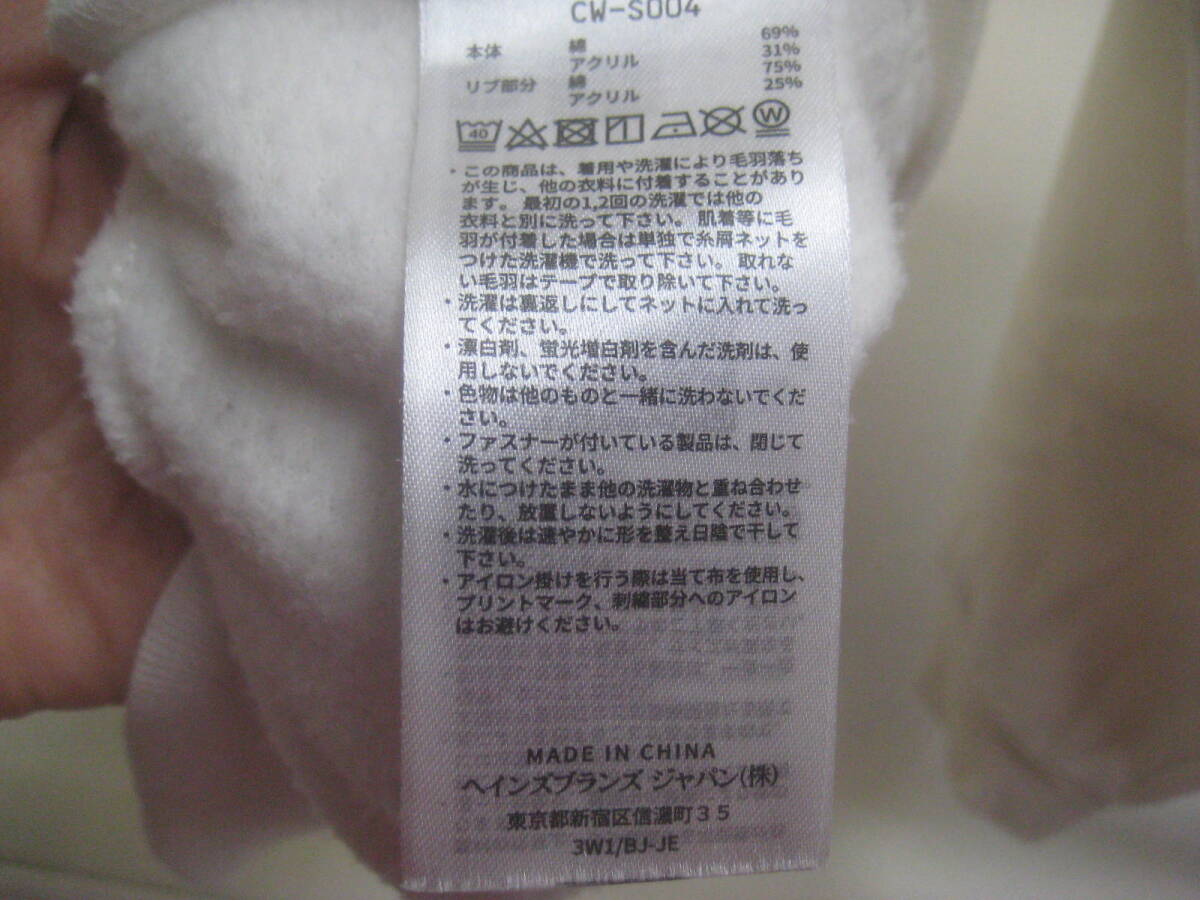 CW-S004
本体 綿 69%
アクリル 31%
リブ部分 綿 75%
アクリル 25%
40 W
・この商品は、着用や洗濯により毛羽落ち
が生じ、他の衣料に付着することがあり
ます。 最初の1,2回の洗濯では他の
衣料と別に洗って下さい。 肌着等に毛
羽が付着した場合は単独で糸屑ネットを
つけた洗濯機で洗って下さい。 取れな
い毛羽はテープで取り除いて下さい。
・洗濯は裏返しにしてネットに入れて洗っ
てください。
・漂白剤、蛍光増白剤を含んだ洗剤は、使
用しないでください。
・色物は他のものと一緒に洗わないでくだ
さい。
・ファスナーが付いている製品は、閉じて
洗ってください。
・水につけたまま他の洗濯物と重ね合わせ
たり、放置しないようにしてください。
・洗濯後は速やかに形を整え日陰で干して
下さい。
・アイロン掛けを行う際は当て布を使用し、
プリントマーク、刺繍部分へのアイロン
はお避けください。
MADE IN CHINA
ヘインズブランズ ジャパン(株)
東京都新宿区信濃町35
3W1/BJ-JE